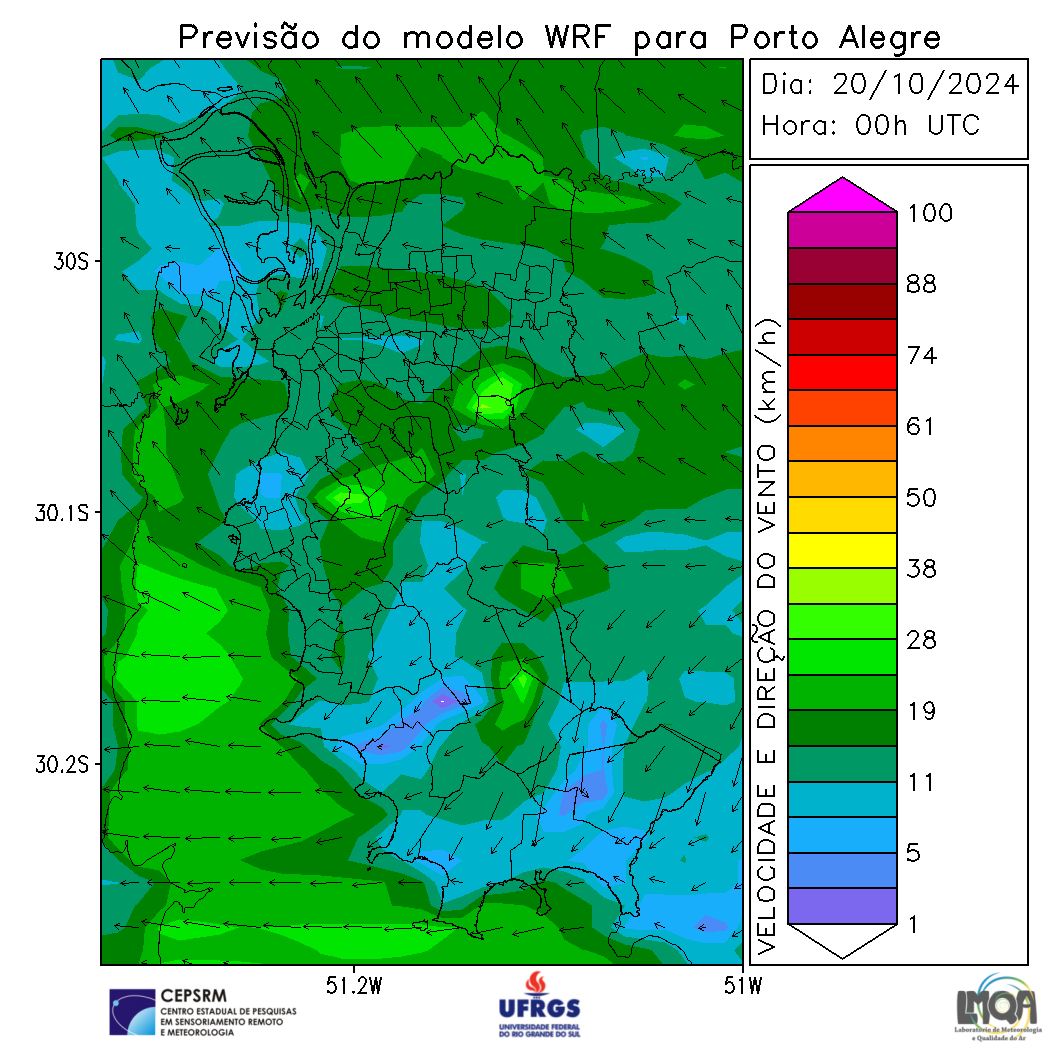 Previsão do modelo WRF para Porto Alegre
Dia: 20/10/2024
Hora: 00h UTC
30S
30.1S
30.2S
51.2W
51W
VELOCIDADE E DIREÇÃO DO VENTO (km/h)
100
88
74
61
50
38
28
19
11
5
1
CEPSRM
CENTRO ESTADUAL DE PESQUISAS
EM SENSORIAMENTO REMOTO
E METEOROLOGIA
UFRGS
UNIVERSIDADE FEDERAL
DO RIO GRANDE DO SUL
LMQA
Laboratório de Meteorologia
e Qualidade do Ar